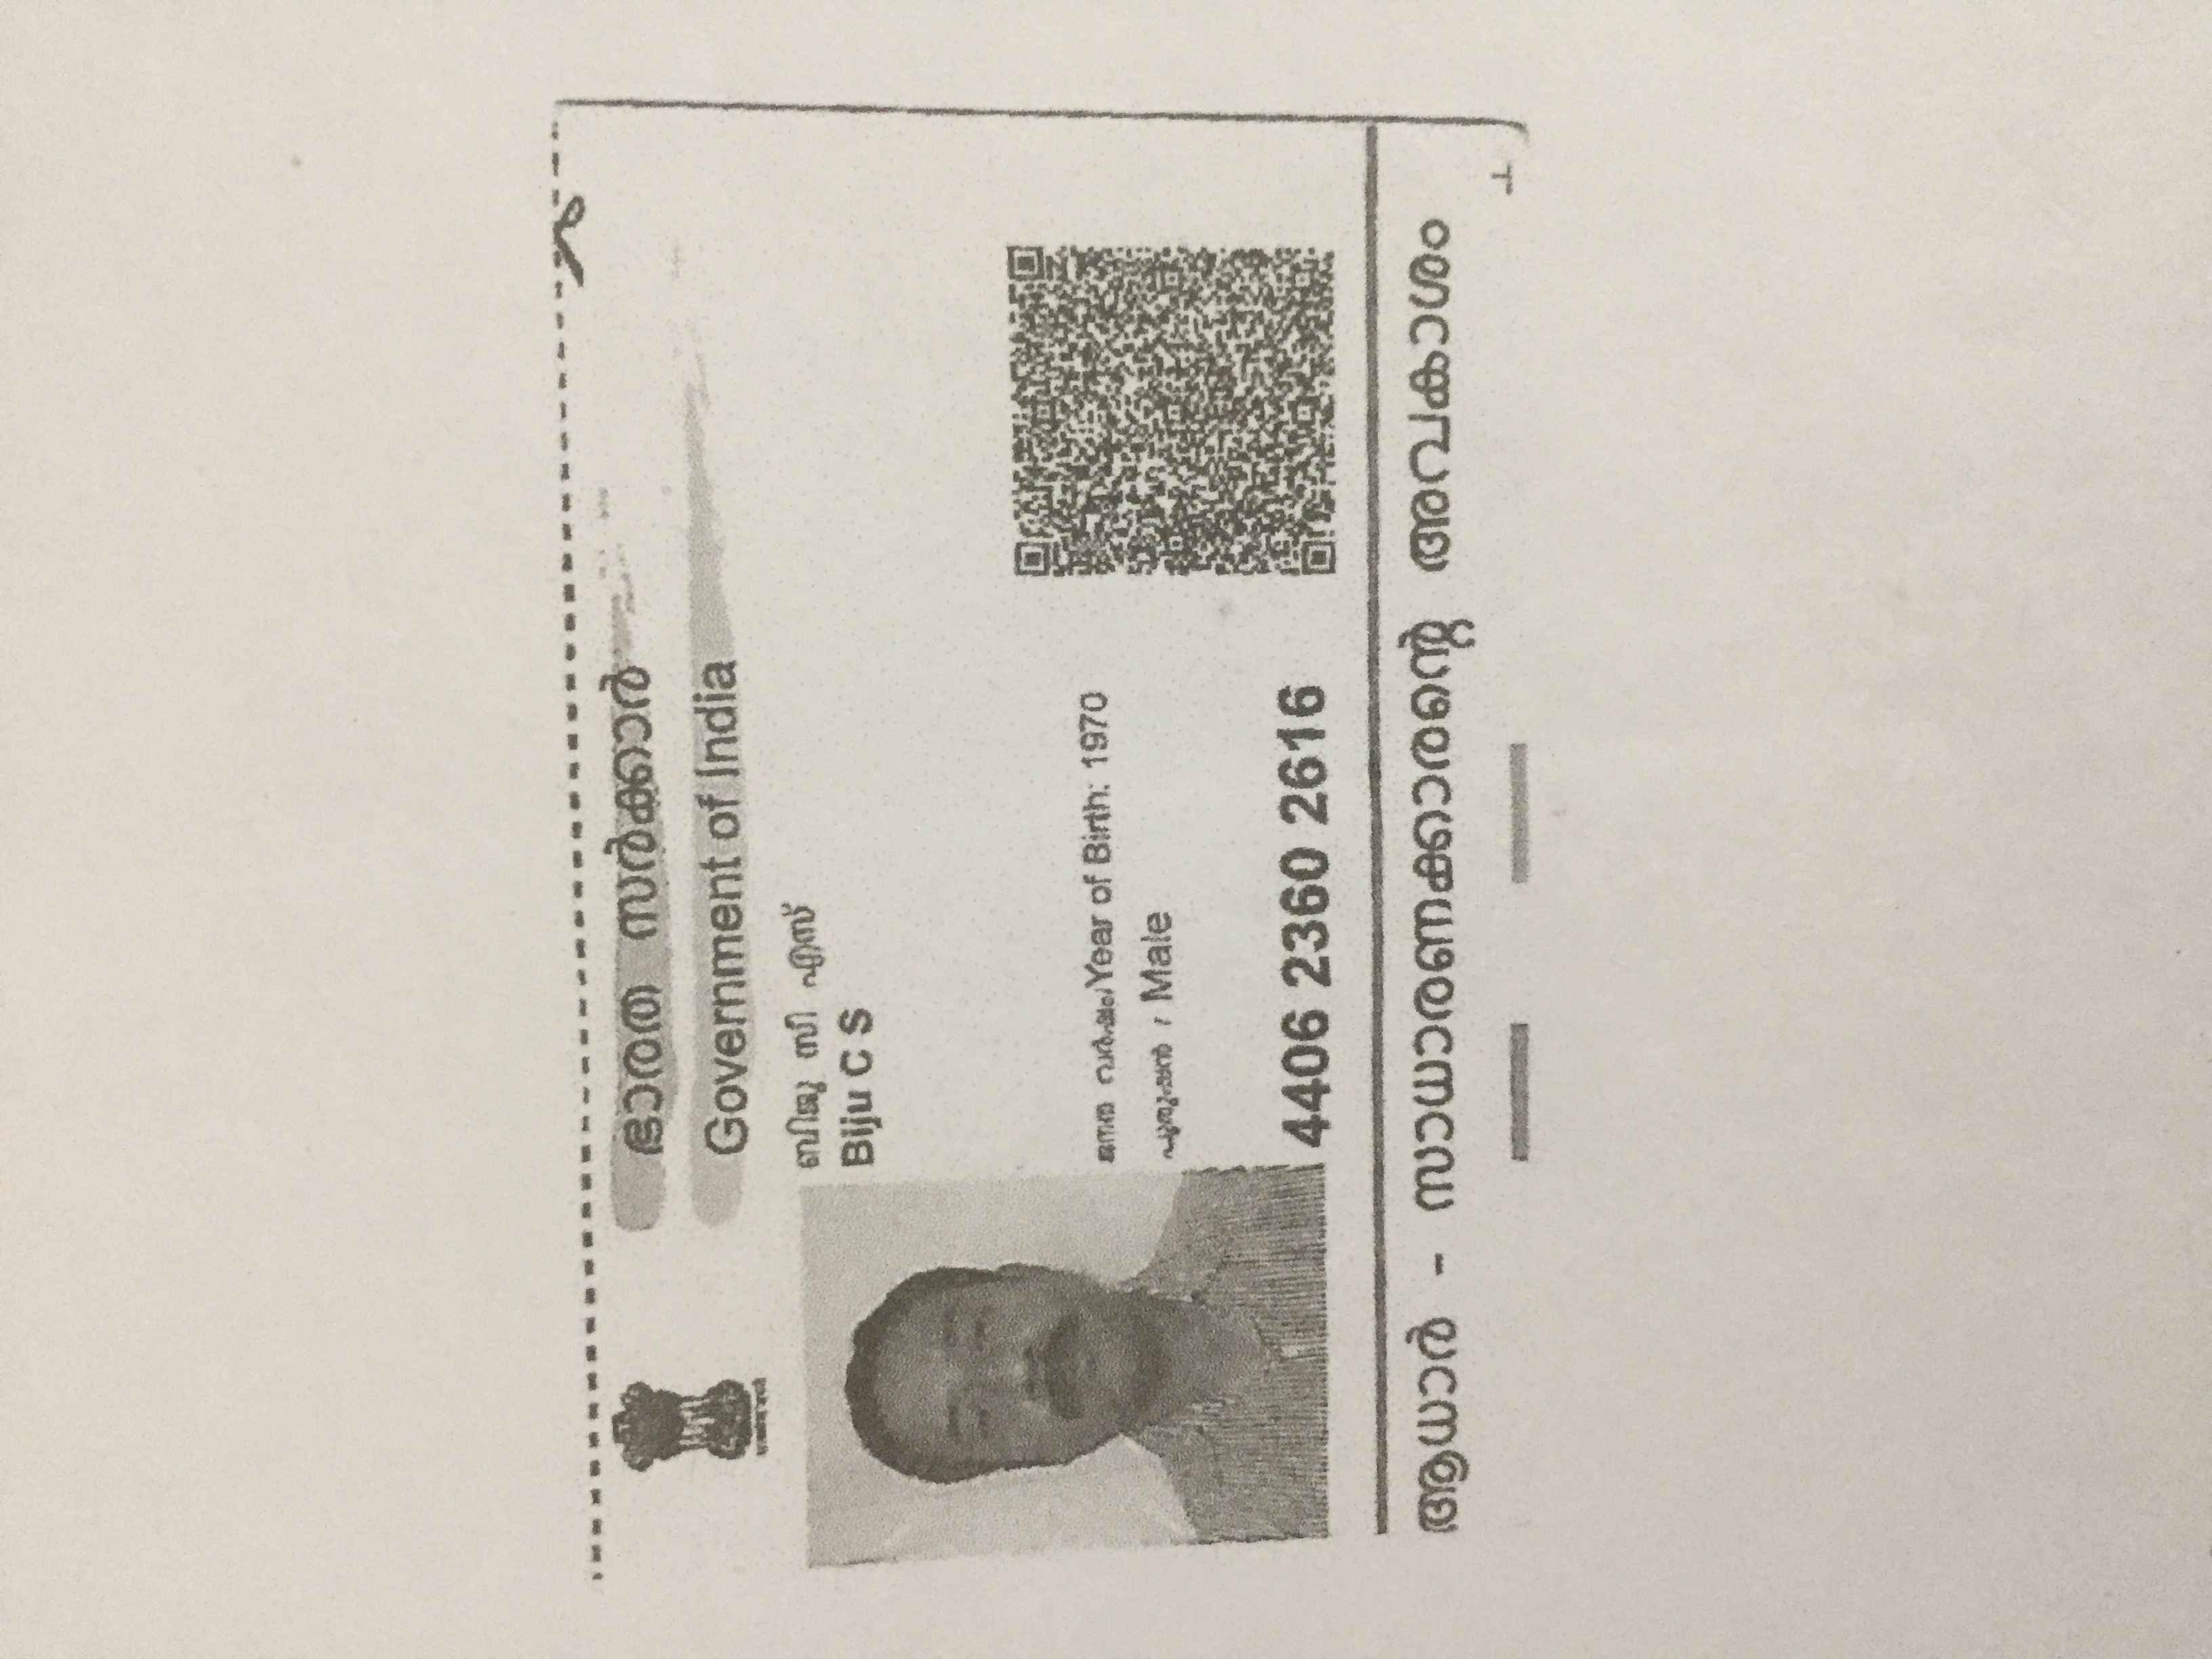 ഭാരത സർക്കാർ
Government of India
ബിജു സീ എസ്
Biju C S
ജനന വർഷം/Year of Birth: 1970
പുരുഷൻ / Male
4406 2360 2616
ആധാർ - സാധാരണക്കാരന്റെ അവകാശം